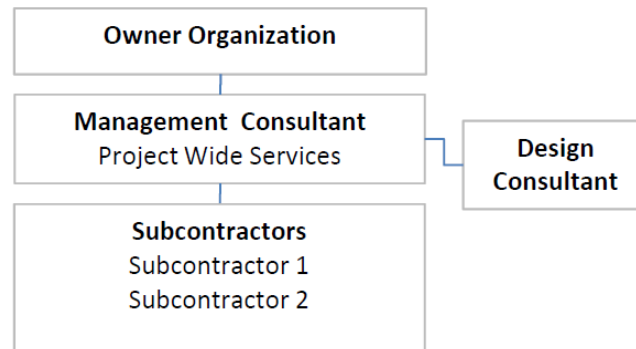 Owner Organization
Management Consultant
Project Wide Services
Design
Consultant
Subcontractors
Subcontractor 1
Subcontractor 2